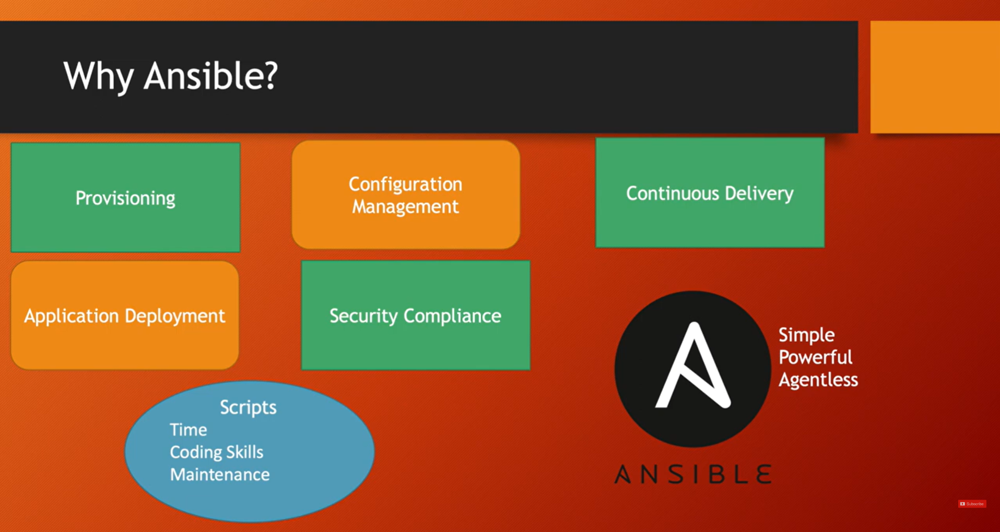 Why Ansible?
Provisioning
Configuration
Management
Continuous Delivery
Application Deployment
Security Compliance
Simple
Powerful
Agentless
Scripts
Time
Coding Skills
Maintenance
ANSIBLE
Subscribe